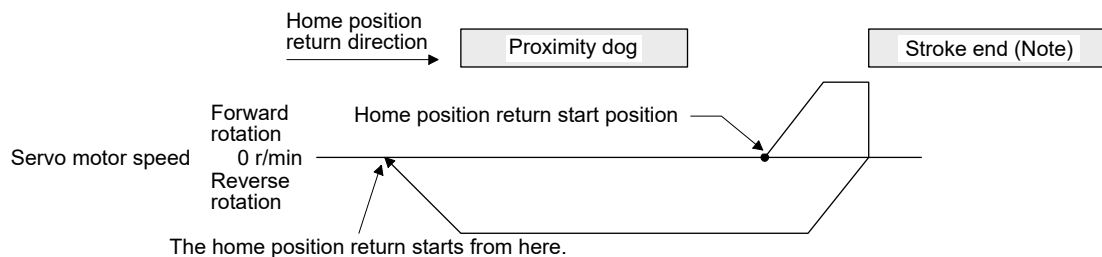 Home position
return direction
Proximity dog
Stroke end (Note)
Home position return start position
Forward
rotation
Servo motor speed 0 r/min
Reverse
rotation
The home position return starts from here.